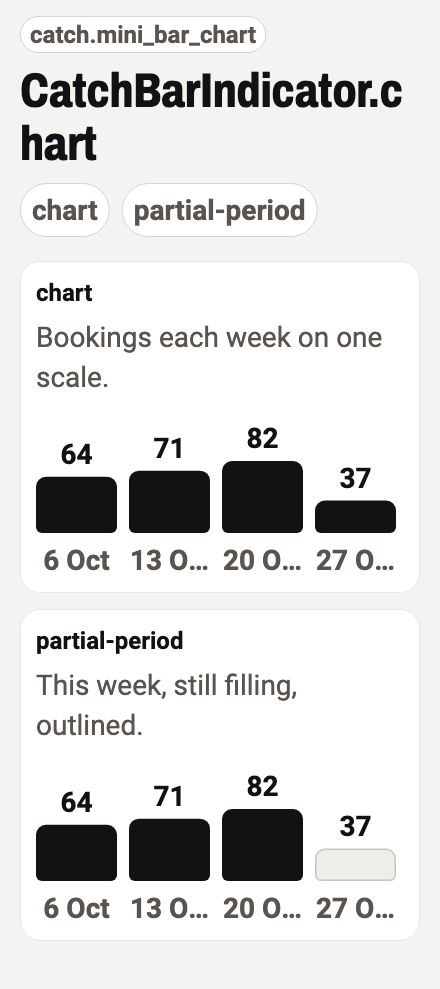 catch.mini_bar_chart
CatchBarIndicator.c
hart
chart
partial-period
chart
Bookings each week on one
scale.
64
71
82
37
6 Oct
13 O...
20 O...
27 O...
partial-period
This week, still filling,
outlined.
64
71
82
37
6 Oct
13 O...
20 O...
27 O...